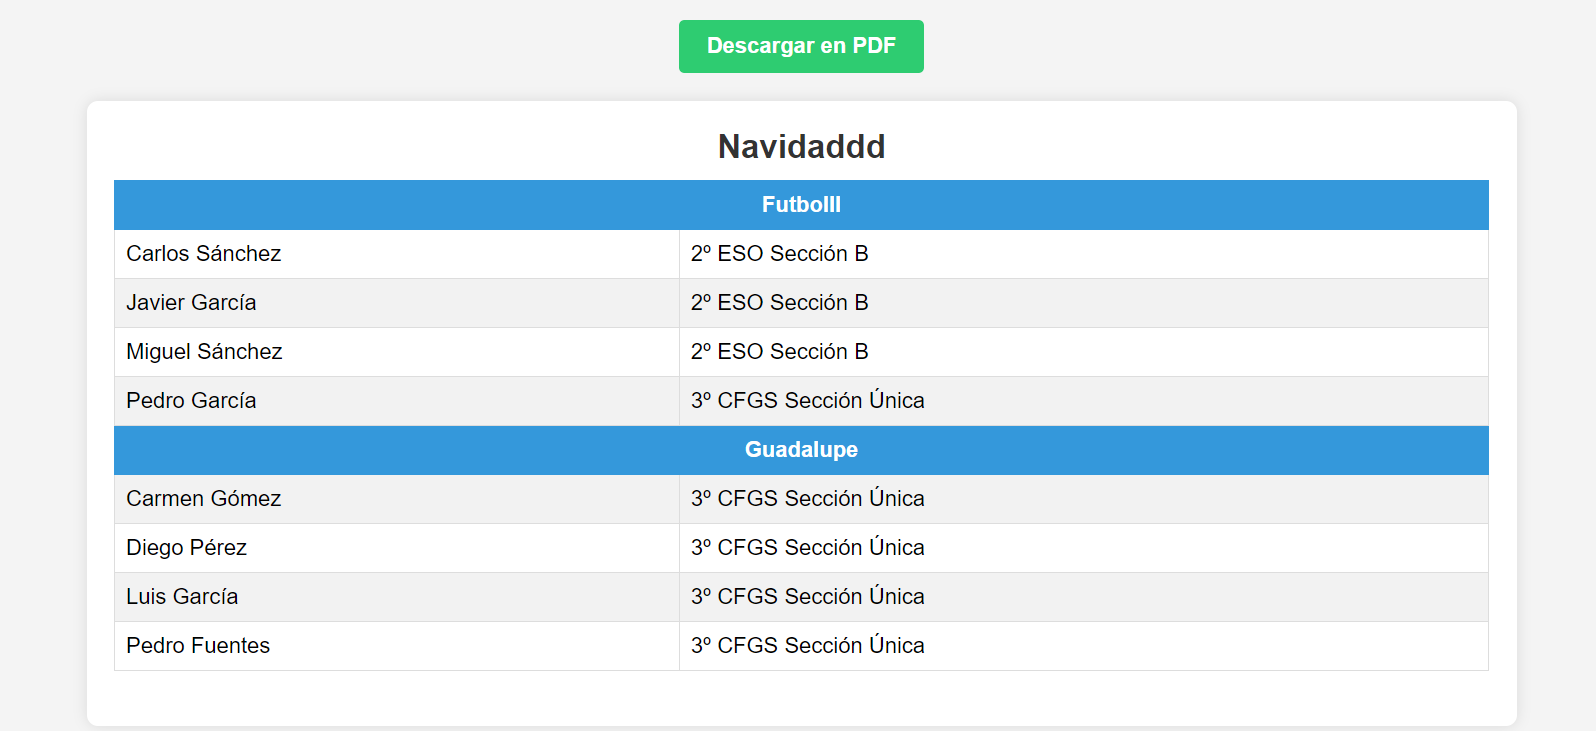 Descargar en PDF
Navidaddd
Futbolll
Carlos Sánchez 2º ESO Sección B
Javier García 2º ESO Sección B
Miguel Sánchez 2º ESO Sección B
Pedro García 3º CFGS Sección Única
Guadalupe
Carmen Gómez 3º CFGS Sección Única
Diego Pérez 3º CFGS Sección Única
Luis García 3º CFGS Sección Única
Pedro Fuentes 3º CFGS Sección Única